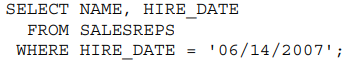 SELECT NAME, HIRE_DATE
FROM SALESREPS
WHERE HIRE_DATE = '06/14/2007';